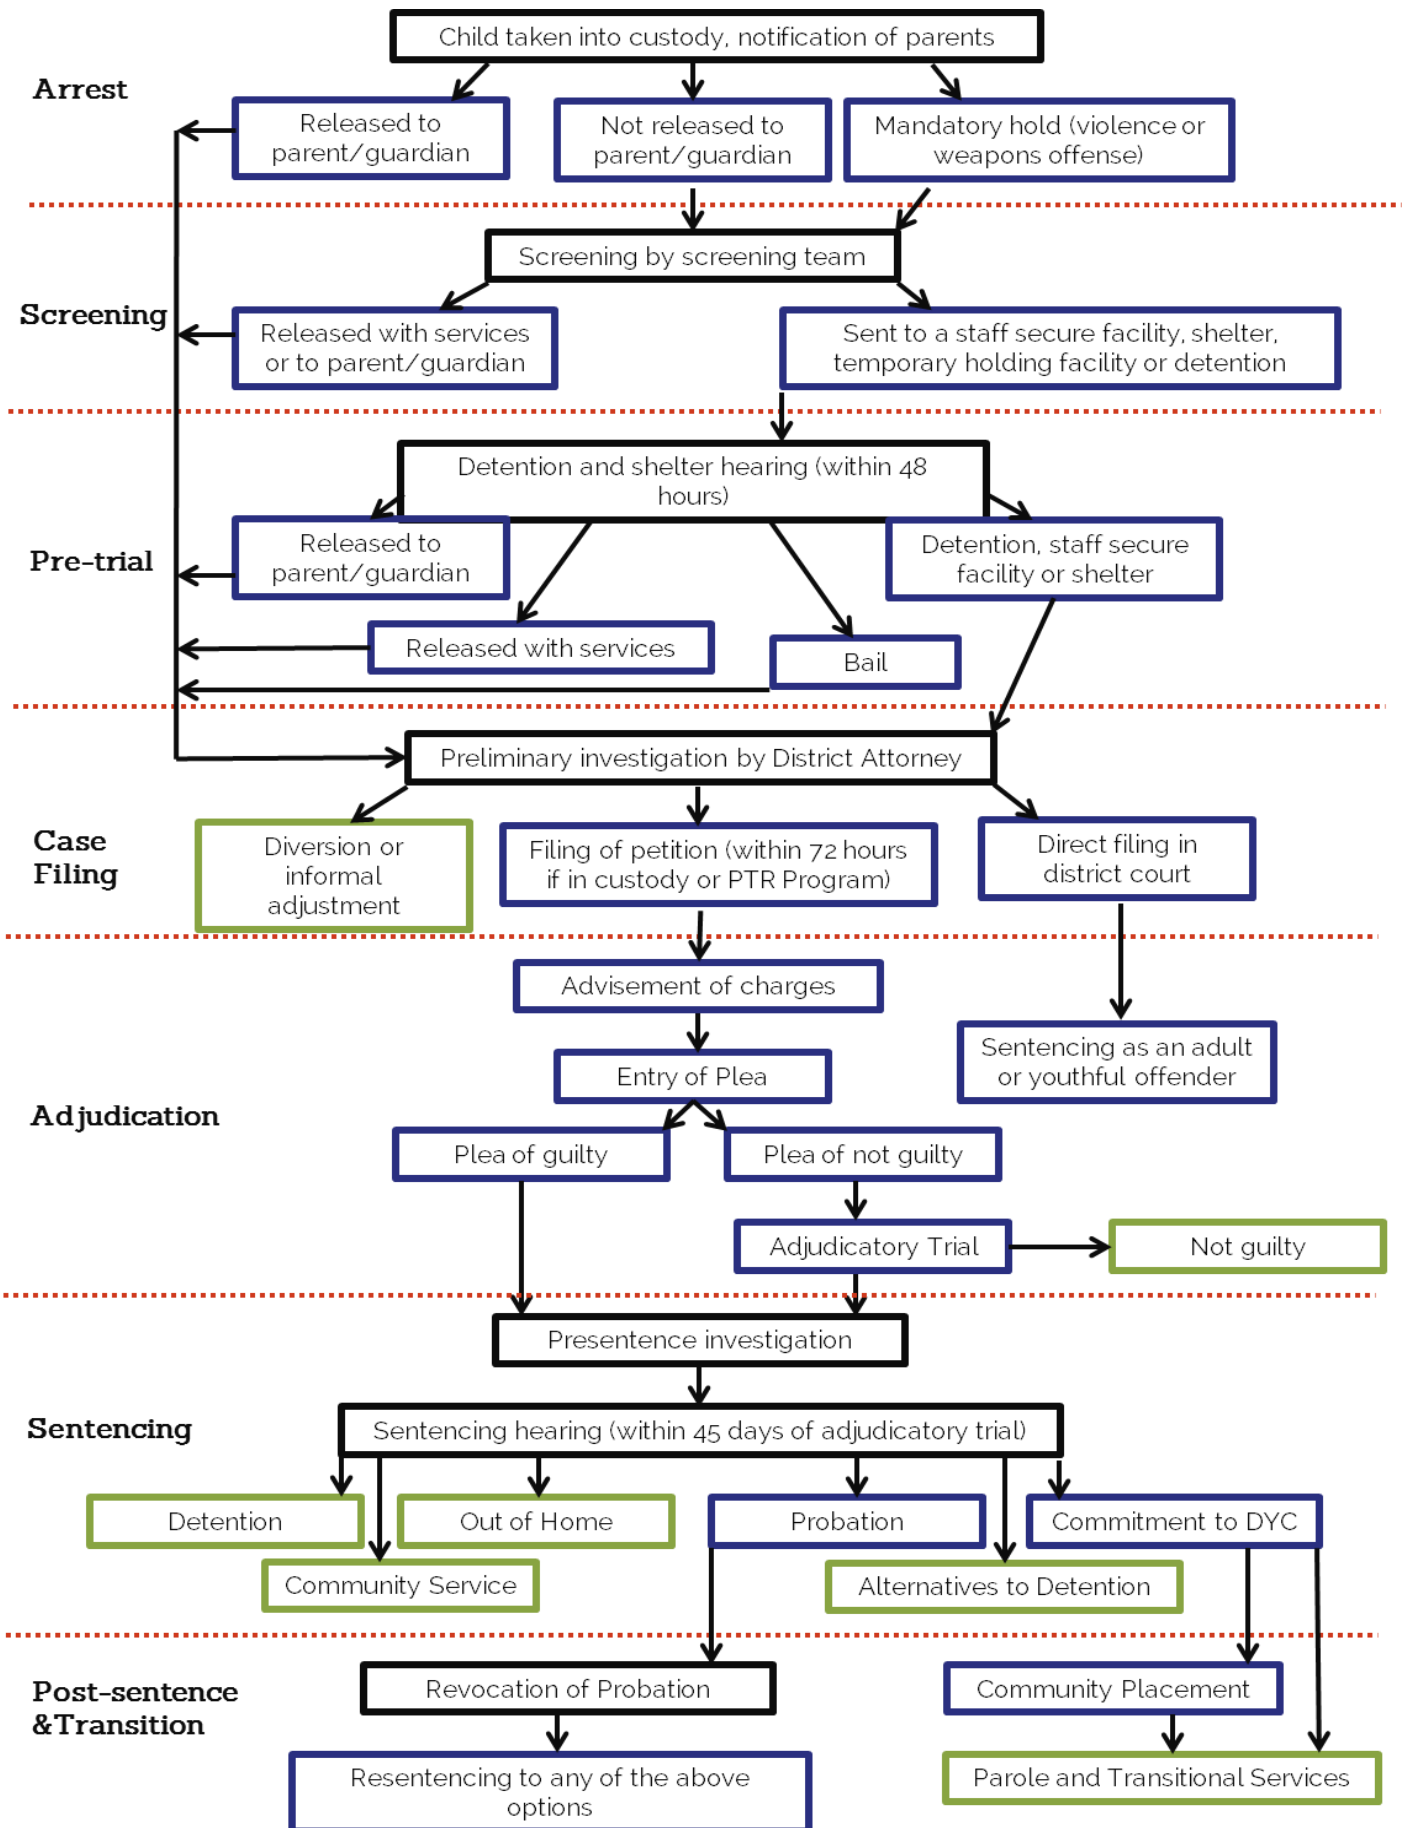 Child taken into custody, notification of parents
Arrest
Released to
parent/guardian
Not released to
parent/guardian
Mandatory hold (violence or
weapons offense)
Screening by screening team
Screening
Released with services
or to parent/guardian
Sent to a staff secure facility, shelter,
temporary holding facility or detention
Detention and shelter hearing (within 48
hours)
Pre-trial
Released to
parent/guardian
Detention, staff secure
facility or shelter
Released with services
Bail
Preliminary investigation by District Attorney
Case
Filing
Diversion or
informal
adjustment
Filing of petition (within 72 hours
if in custody or PTR Program)
Direct filing in
district court
Advisement of charges
Sentencing as an adult
or youthful offender
Entry of Plea
Adjudication
Plea of guilty
Plea of not guilty
Adjudicatory Trial
Not guilty
Presentence investigation
Sentencing
Sentencing hearing (within 45 days of adjudicatory trial)
Detention
Out of Home
Probation
Commitment to DYC
Community Service
Alternatives to Detention
Post-sentence
&Transition
Revocation of Probation
Community Placement
Resentencing to any of the above
options
Parole and Transitional Services